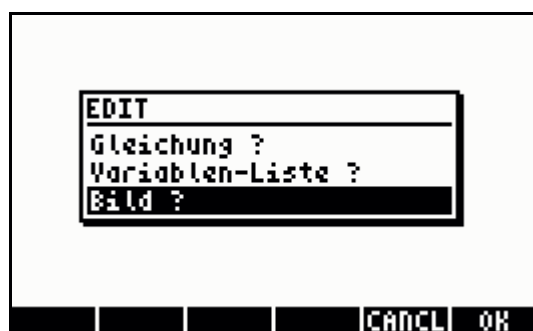 EDIT
Gleichung ?
Variablen-Liste ?
Bild ?
CANCL OK